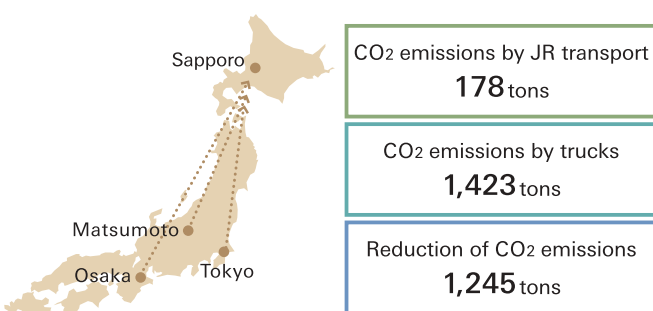 Sapporo
Matsumoto
Osaka
Tokyo
CO2 emissions by JR transport
178 tons
CO2 emissions by trucks
1,423 tons
Reduction of CO2 emissions
1,245 tons